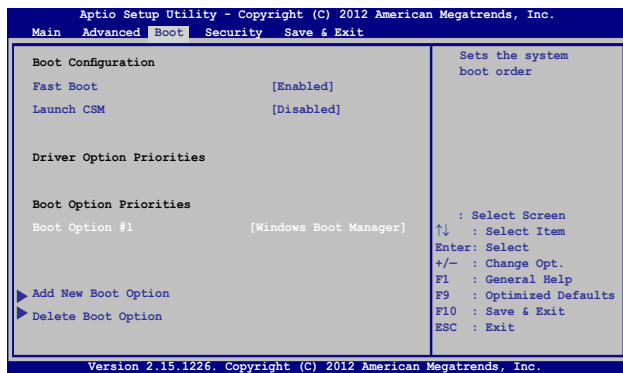 Aptio Setup Utility - Copyright (C) 2012 American Megatrends, Inc.
Main Advanced Boot Security Save & Exit
Boot Configuration
Fast Boot [Enabled]
Launch CSM [Disabled]
Driver Option Priorities
Boot Option Priorities
Boot Option #1 [Windows Boot Manager]
Add New Boot Option
Delete Boot Option
Sets the system
boot order
: Select Screen
↑↓ : Select Item
Enter: Select
+/— : Change Opt.
F1 : General Help
F9 : Optimized Defaults
F10 : Save & Exit
ESC : Exit
Version 2.15.1226. Copyright (C) 2012 American Megatrends, Inc.